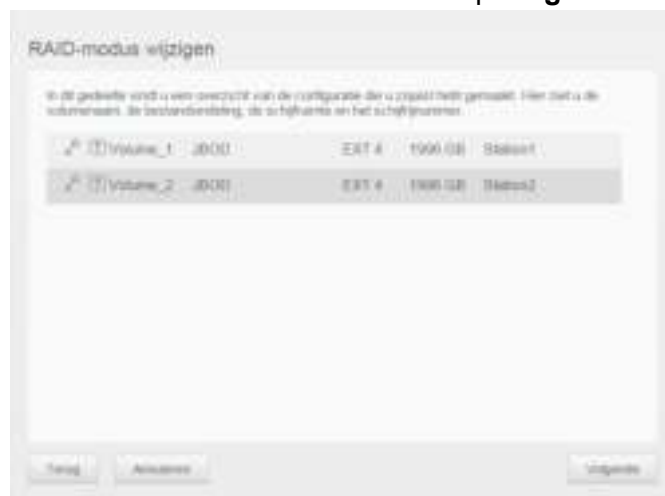 RAID-modus wijzigen
In dit gedeelte vindt u een overzicht van de configuratie die u zojuist hebt gemaakt. Hier ziet u de
volumenaam, de bestandsindeling, de schijfruimte en het schijfnummer.
Volume_1 JBOD EXT 4 1996 GB Station1
Volume_2 JBOD EXT 4 1996 GB Station2
Terug Annuleren Volgende